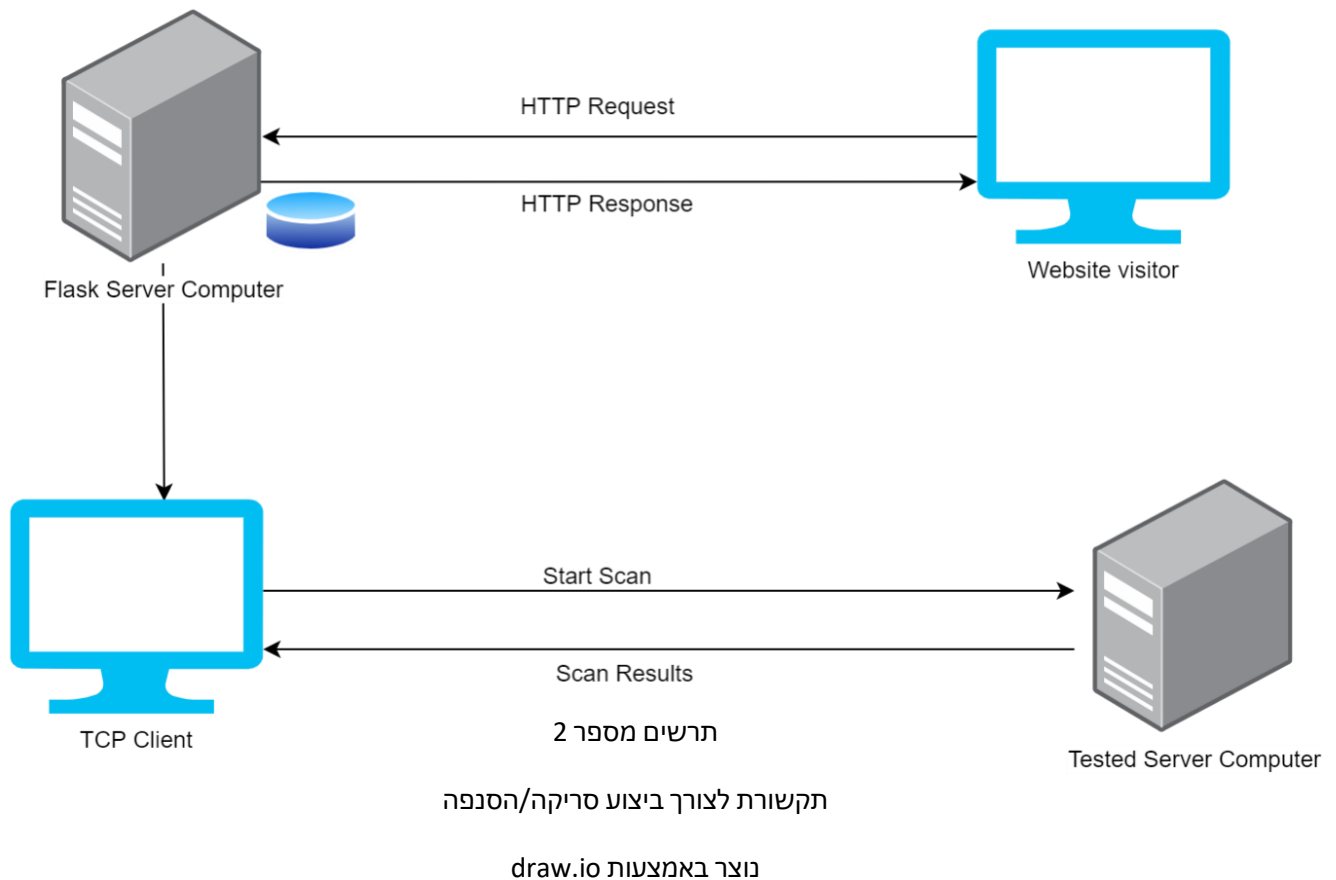 HTTP Request
HTTP Response
Flask Server Computer
Website visitor
Start Scan
Scan Results
TCP Client
Tested Server Computer
תרשים מספר 2
תקשורת לצורך ביצוע סריקה/הסנפה
נוצר באמצעות draw.io